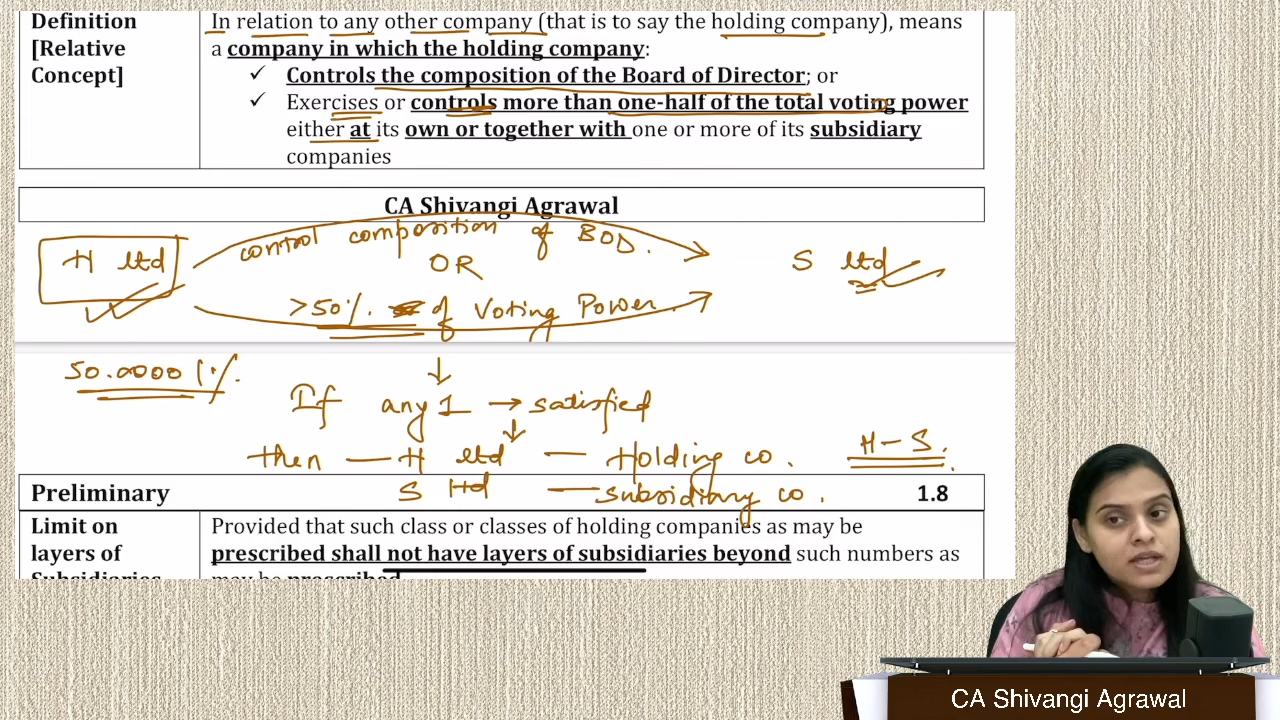 Definition In relation to any other company (that is to say the holding company), means
[Relative a company in which the holding company:
Concept] ✓ Controls the composition of the Board of Director; or
✓ Exercises or controls more than one-half of the total voting power
either at its own or together with one or more of its subsidiary
companies
CA Shivangi Agrawal
control composition of BOD.
H ltd OR S ltd
>50% of Voting Power.
50.00001%.
If any 1 → satisfied
then — H ltd — Holding co. H-S.
S ltd — subsidiary co.
Preliminary 1.8
Limit on Provided that such class or classes of holding companies as may be
layers of prescribed shall not have layers of subsidiaries beyond such numbers as
Subsidiaries may be prescribed
CA Shivangi Agrawal